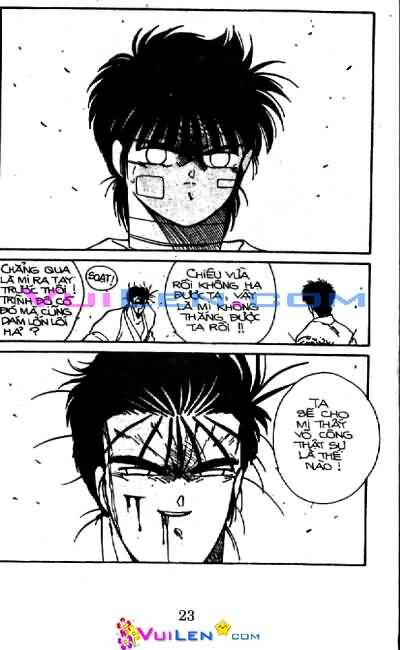 CHẲNG QUA
LÀ MI RA TAY
TRƯỚC THÔI!
TRÌNH ĐỘ CỠ
ĐÓ MÀ CŨNG
DÁM LỚN LỐI
HẢ?
SOẠT!
CHIÊU VỪA
RỒI KHÔNG HẠ
ĐƯỢC TA, VẬY
LÀ MI KHÔNG
THẮNG ĐƯỢC
TA RỒI!!
VUILEN.COM
TA
SẼ CHO
MI THẤY
VÕ CÔNG
THẬT SỰ
LÀ THẾ
NÀO!
23
VUILEN.COM